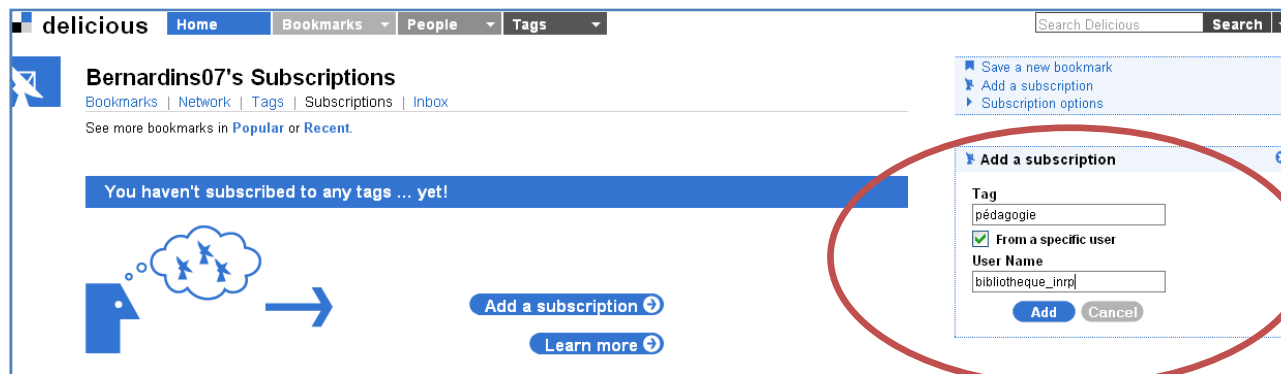 delicious Home Bookmarks People Tags Search Delicious Search
Bernardins07's Subscriptions
Bookmarks | Network | Tags | Subscriptions | Inbox
See more bookmarks in Popular or Recent.
Save a new bookmark
Add a subscription
Subscription options
You haven't subscribed to any tags ... yet!
Add a subscription
Learn more
Add a subscription
Tag
pédagogie
From a specific user
User Name
bibliotheque_inrp
Add Cancel